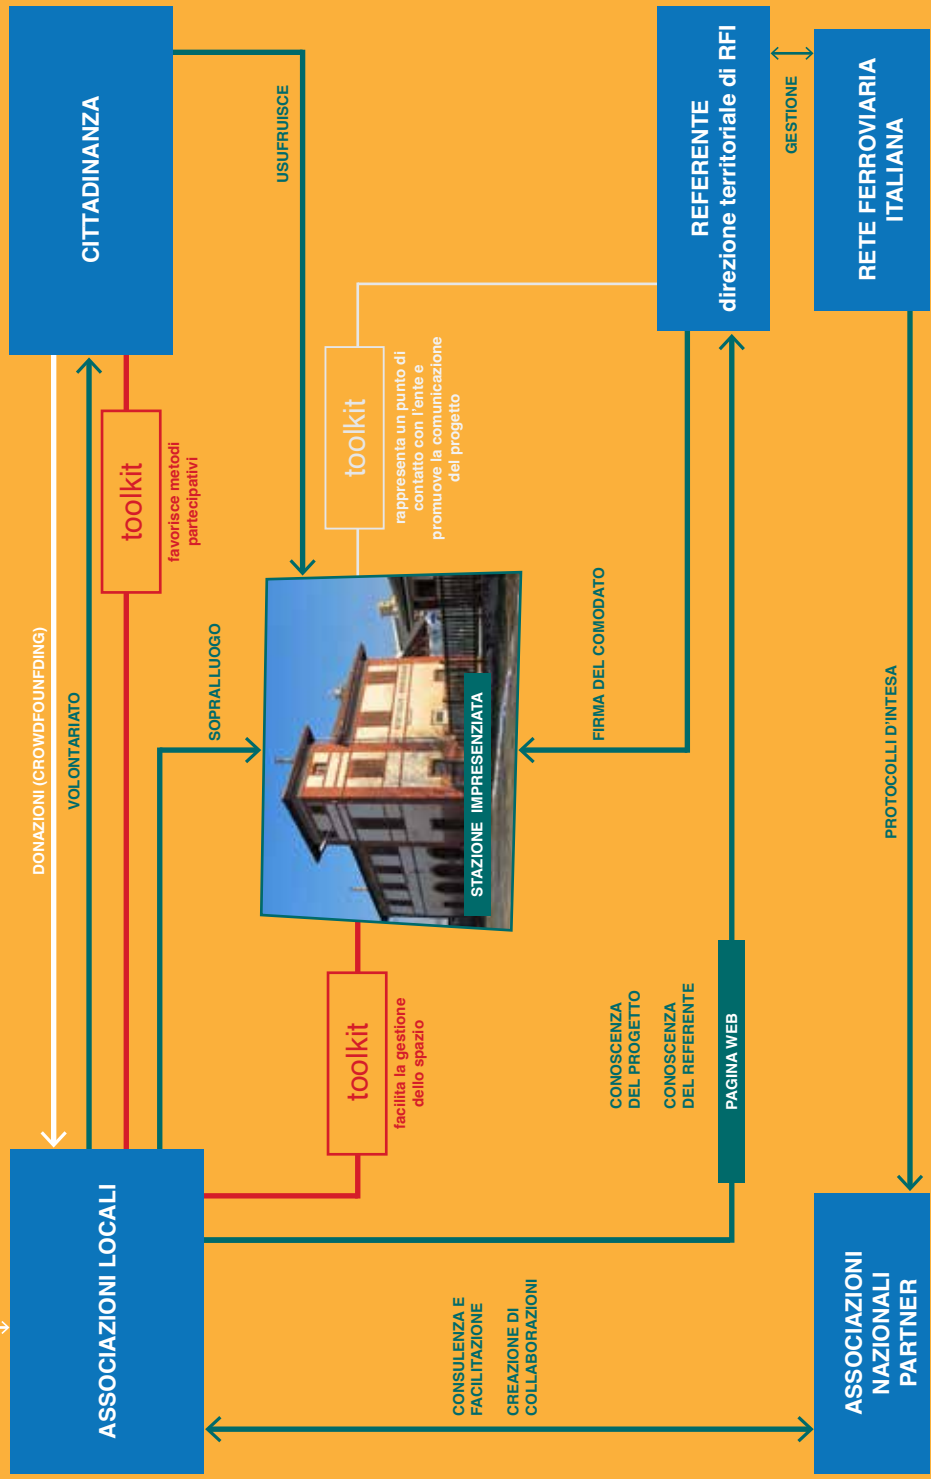 ASSOCIAZIONI LOCALI
DONAZIONI (CROWDFOUNFDING)
VOLONTARIATO
toolkit
favorisce metodi
partecipativi
CITTADINANZA
SOPRALLUOGO
USUFRUISCE
toolkit
facilita la gestione
dello spazio
STAZIONE IMPRESENZIATA
toolkit
rappresenta un punto di
contatto con l'ente e
promuove la comunicazione
del progetto
CONSULENZA E
FACILITAZIONE
CREAZIONE DI
COLLABORAZIONI
CONOSCENZA
DEL PROGETTO
CONOSCENZA
DEL REFERENTE
PAGINA WEB
FIRMA DEL COMODATO
REFERENTE
direzione territoriale di RFI
GESTIONE
ASSOCIAZIONI
NAZIONALI
PARTNER
PROTOCOLLI D'INTESA
RETE FERROVIARIA
ITALIANA